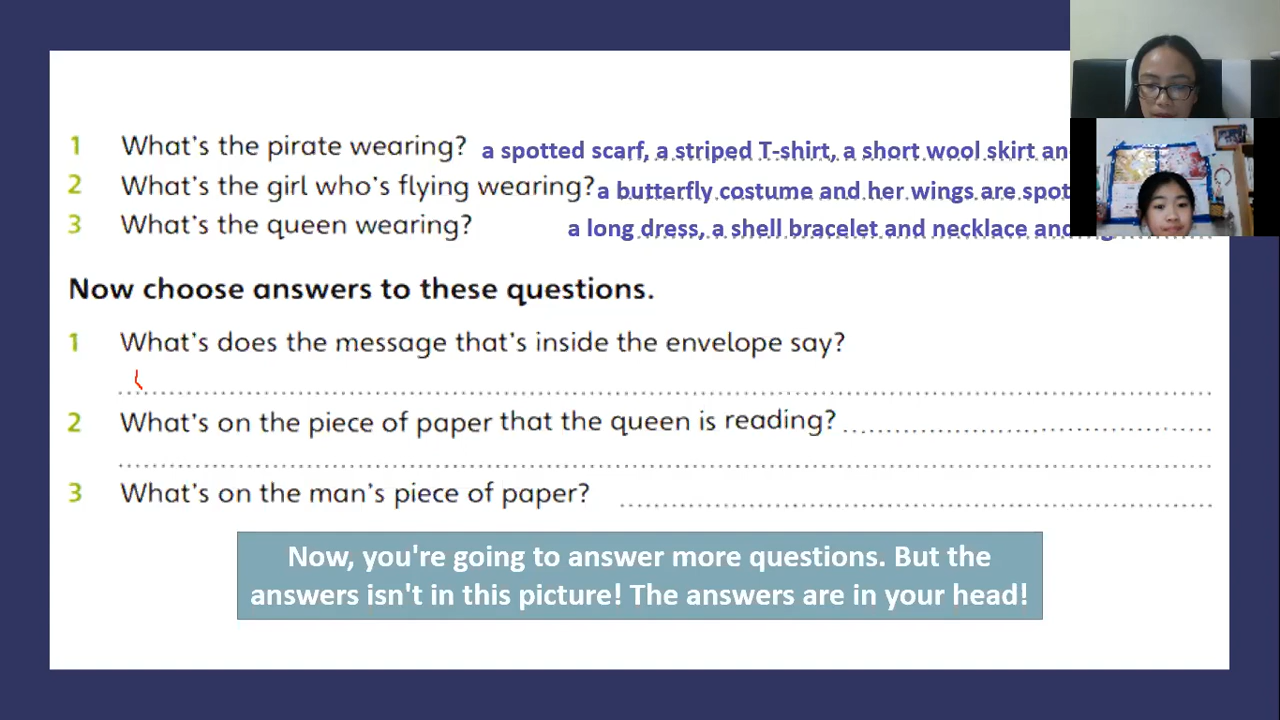 1 What's the pirate wearing? a spotted scarf, a striped T-shirt, a short wool skirt an
2 What's the girl who's flying wearing? a butterfly costume and her wings are spot
3 What's the queen wearing? a long dress, a shell bracelet and necklace and
Now choose answers to these questions.
1 What's does the message that's inside the envelope say?
2 What's on the piece of paper that the queen is reading?
3 What's on the man's piece of paper?
Now, you're going to answer more questions. But the
answers isn't in this picture! The answers are in your head!